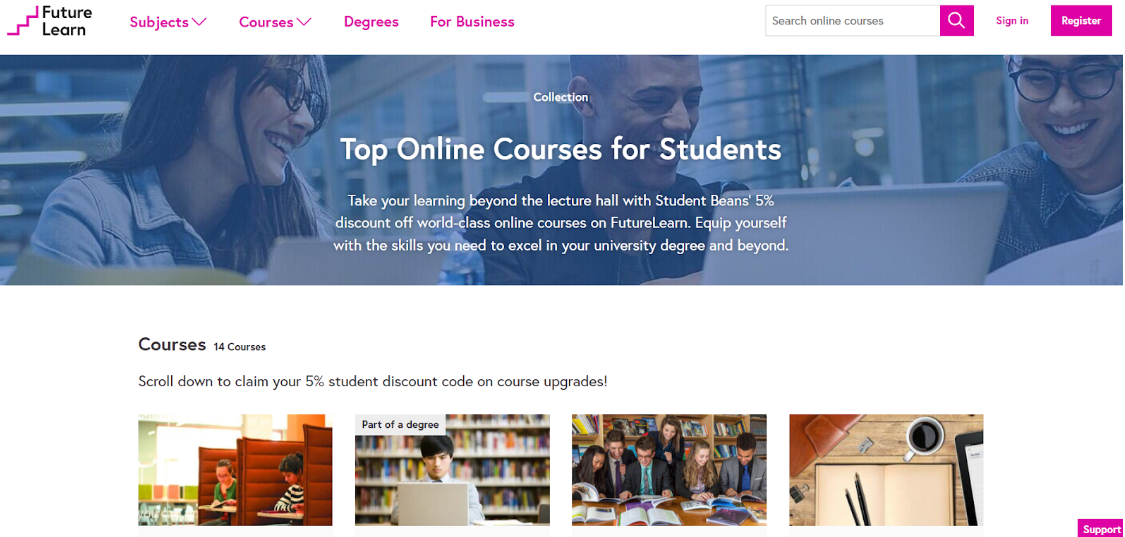 Future
Learn
Subjects
Courses
Degrees
For Business
Search online courses
Sign in
Register
Collection
Top Online Courses for Students
Take your learning beyond the lecture hall with Student Beans' 5%
discount off world-class online courses on FutureLearn. Equip yourself
with the skills you need to excel in your university degree and beyond.
Courses 14 Courses
Scroll down to claim your 5% student discount code on course upgrades!
Part of a degree
Support